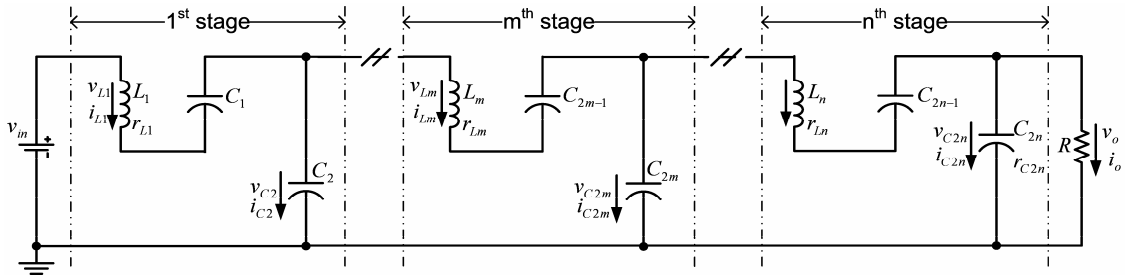 1st stage
mth stage
nth stage
vin
+
vL1
iL1
L1
rL1
C1
vC2
iC2
C2
vLm
iLm
Lm
rLm
C2m−1
vC2m
iC2m
C2m
Ln
rLn
C2n−1
vC2n
iC2n
C2n
rC2n
R
vo
io